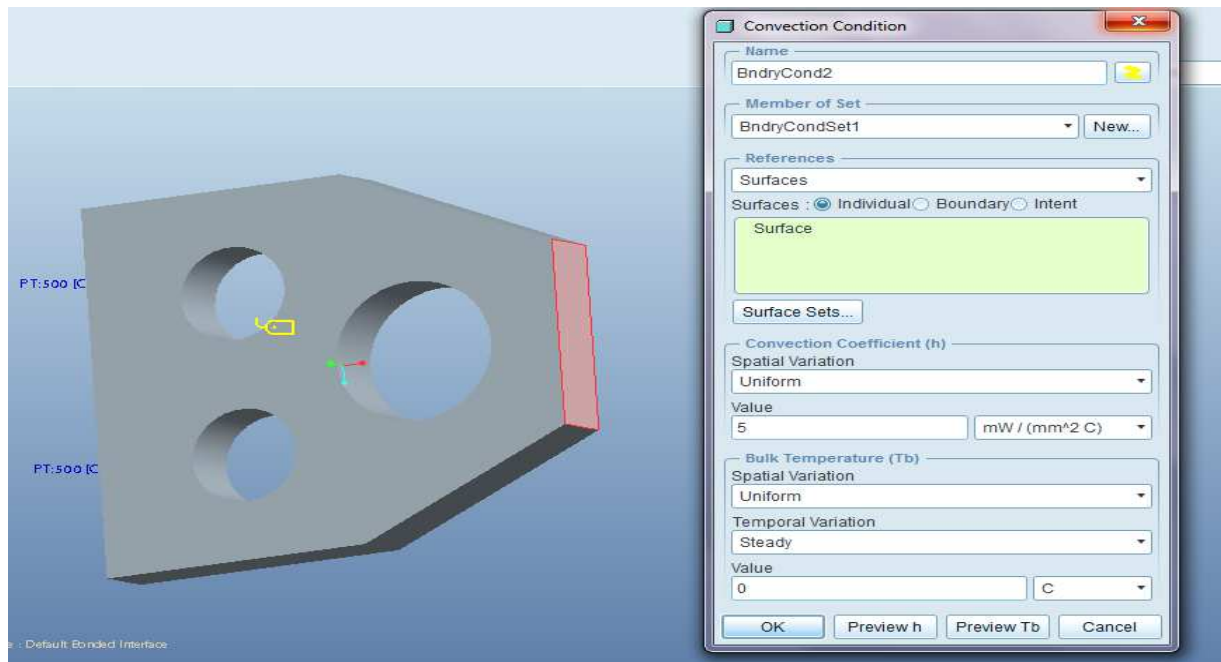 Convection Condition
Name
BndryCond2
Member of Set
BndryCondSet1
New...
References
Surfaces
Surfaces : Individual Boundary Intent
Surface
Surface Sets...
Convection Coefficient (h)
Spatial Variation
Uniform
Value
5 mW / (mm^2 C)
Bulk Temperature (Tb)
Spatial Variation
Uniform
Temporal Variation
Steady
Value
0 C
OK Preview h Preview Tb Cancel
PT:500 [C
PT:500 [C
e : Default Bonded Interface